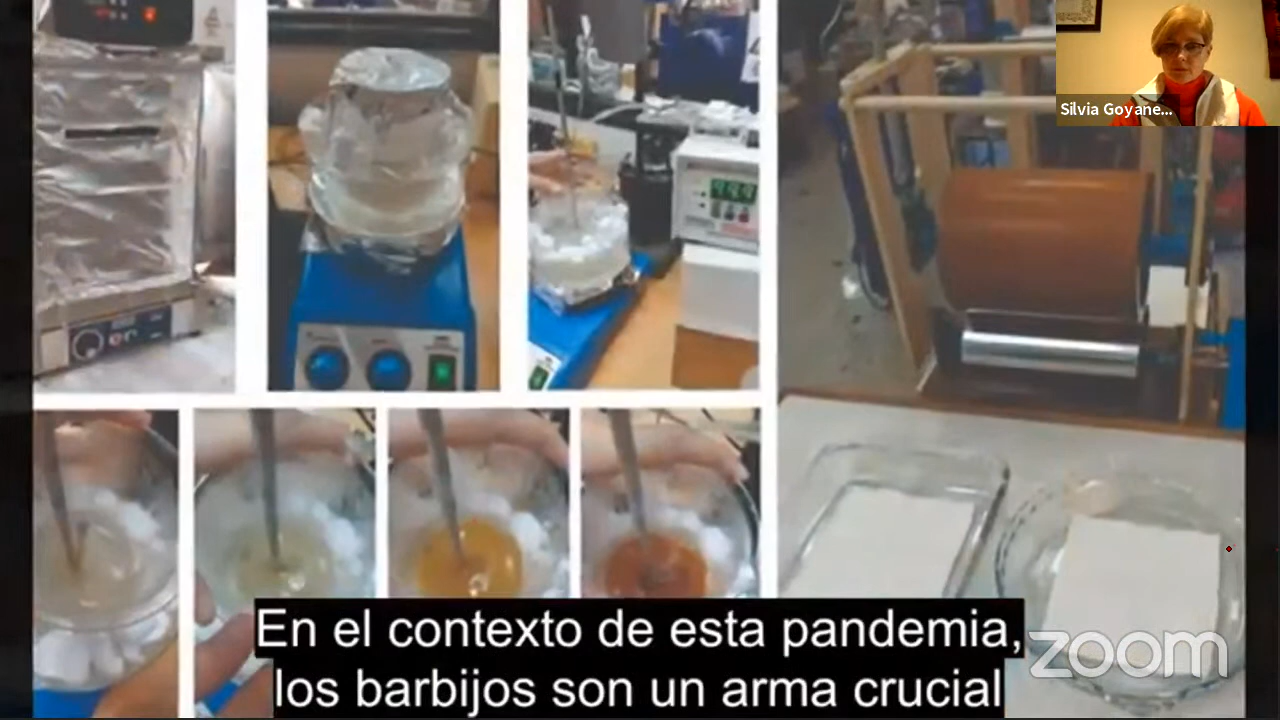 Silvia Goyane...
En el contexto de esta pandemia,
los barbijos son un arma crucial
zoom